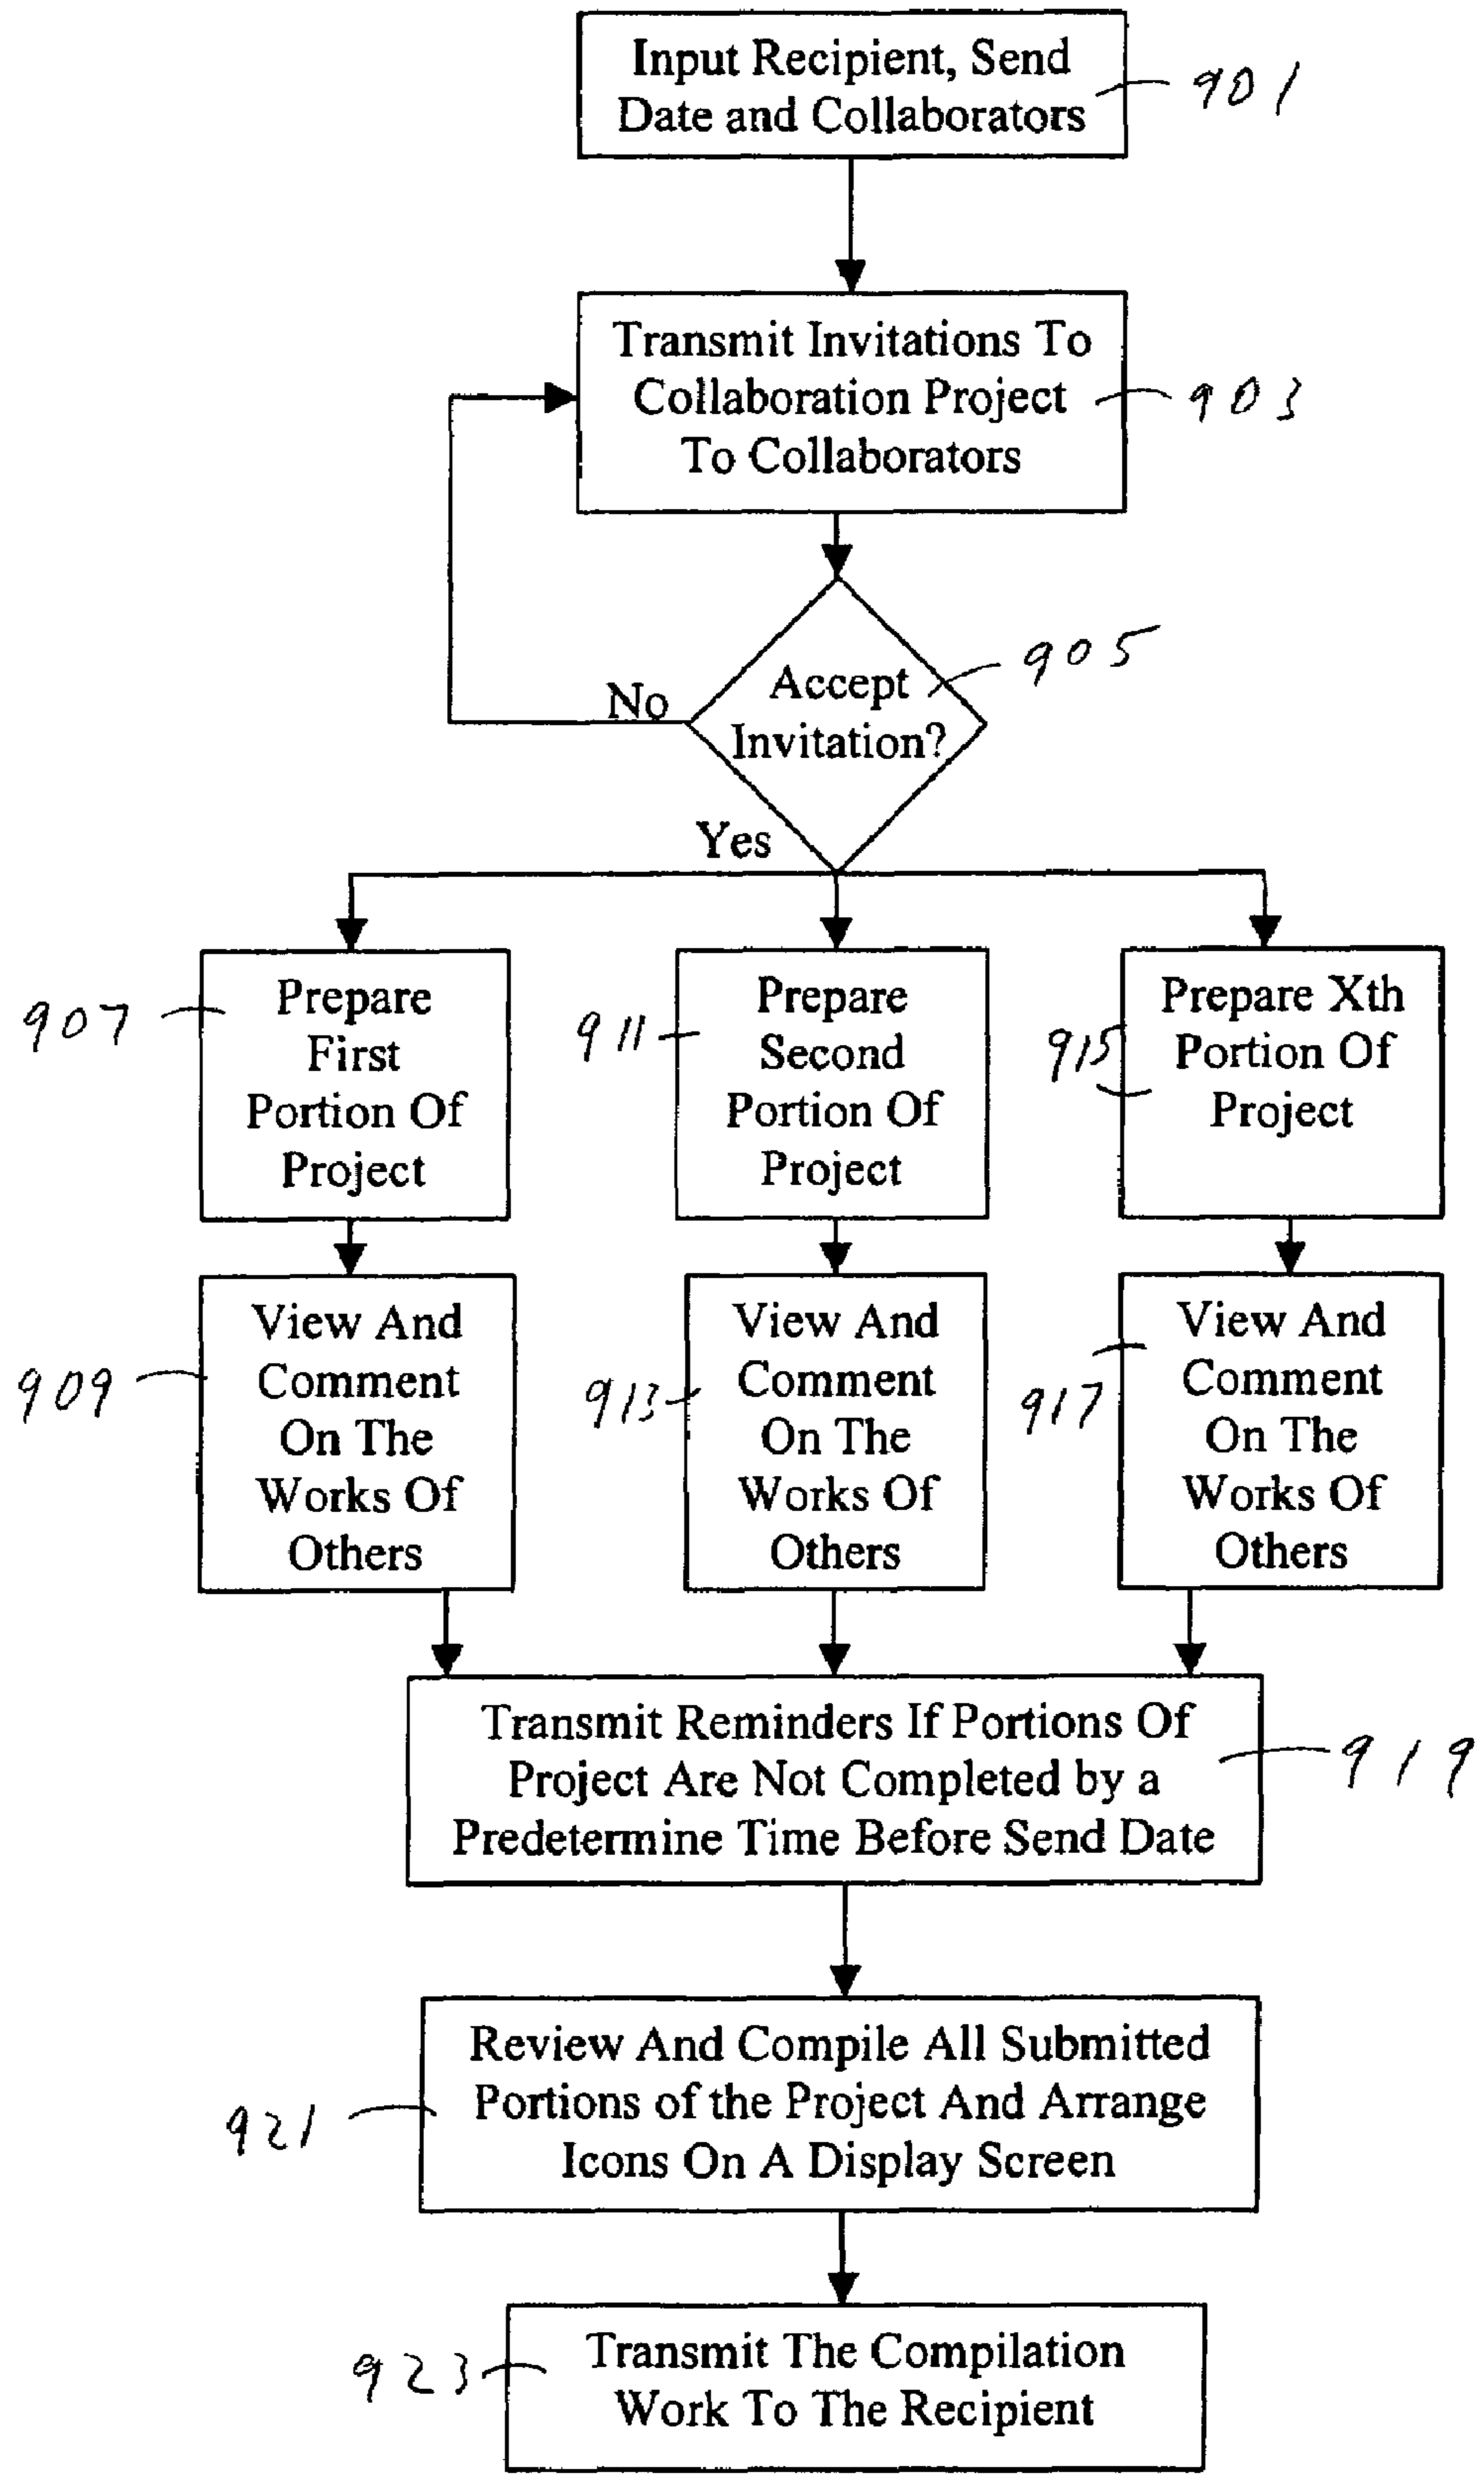 Input Recipient, Send
Date and Collaborators
901
Transmit Invitations To
Collaboration Project
To Collaborators
903
Accept
Invitation?
905
No
Yes
907
Prepare
First
Portion Of
Project
911
Prepare
Second
Portion Of
Project
915
Prepare Xth
Portion Of
Project
909
View And
Comment
On The
Works Of
Others
913
View And
Comment
On The
Works Of
Others
917
View And
Comment
On The
Works Of
Others
Transmit Reminders If Portions Of
Project Are Not Completed by a
Predetermine Time Before Send Date
919
921
Review And Compile All Submitted
Portions of the Project And Arrange
Icons On A Display Screen
923
Transmit The Compilation
Work To The Recipient